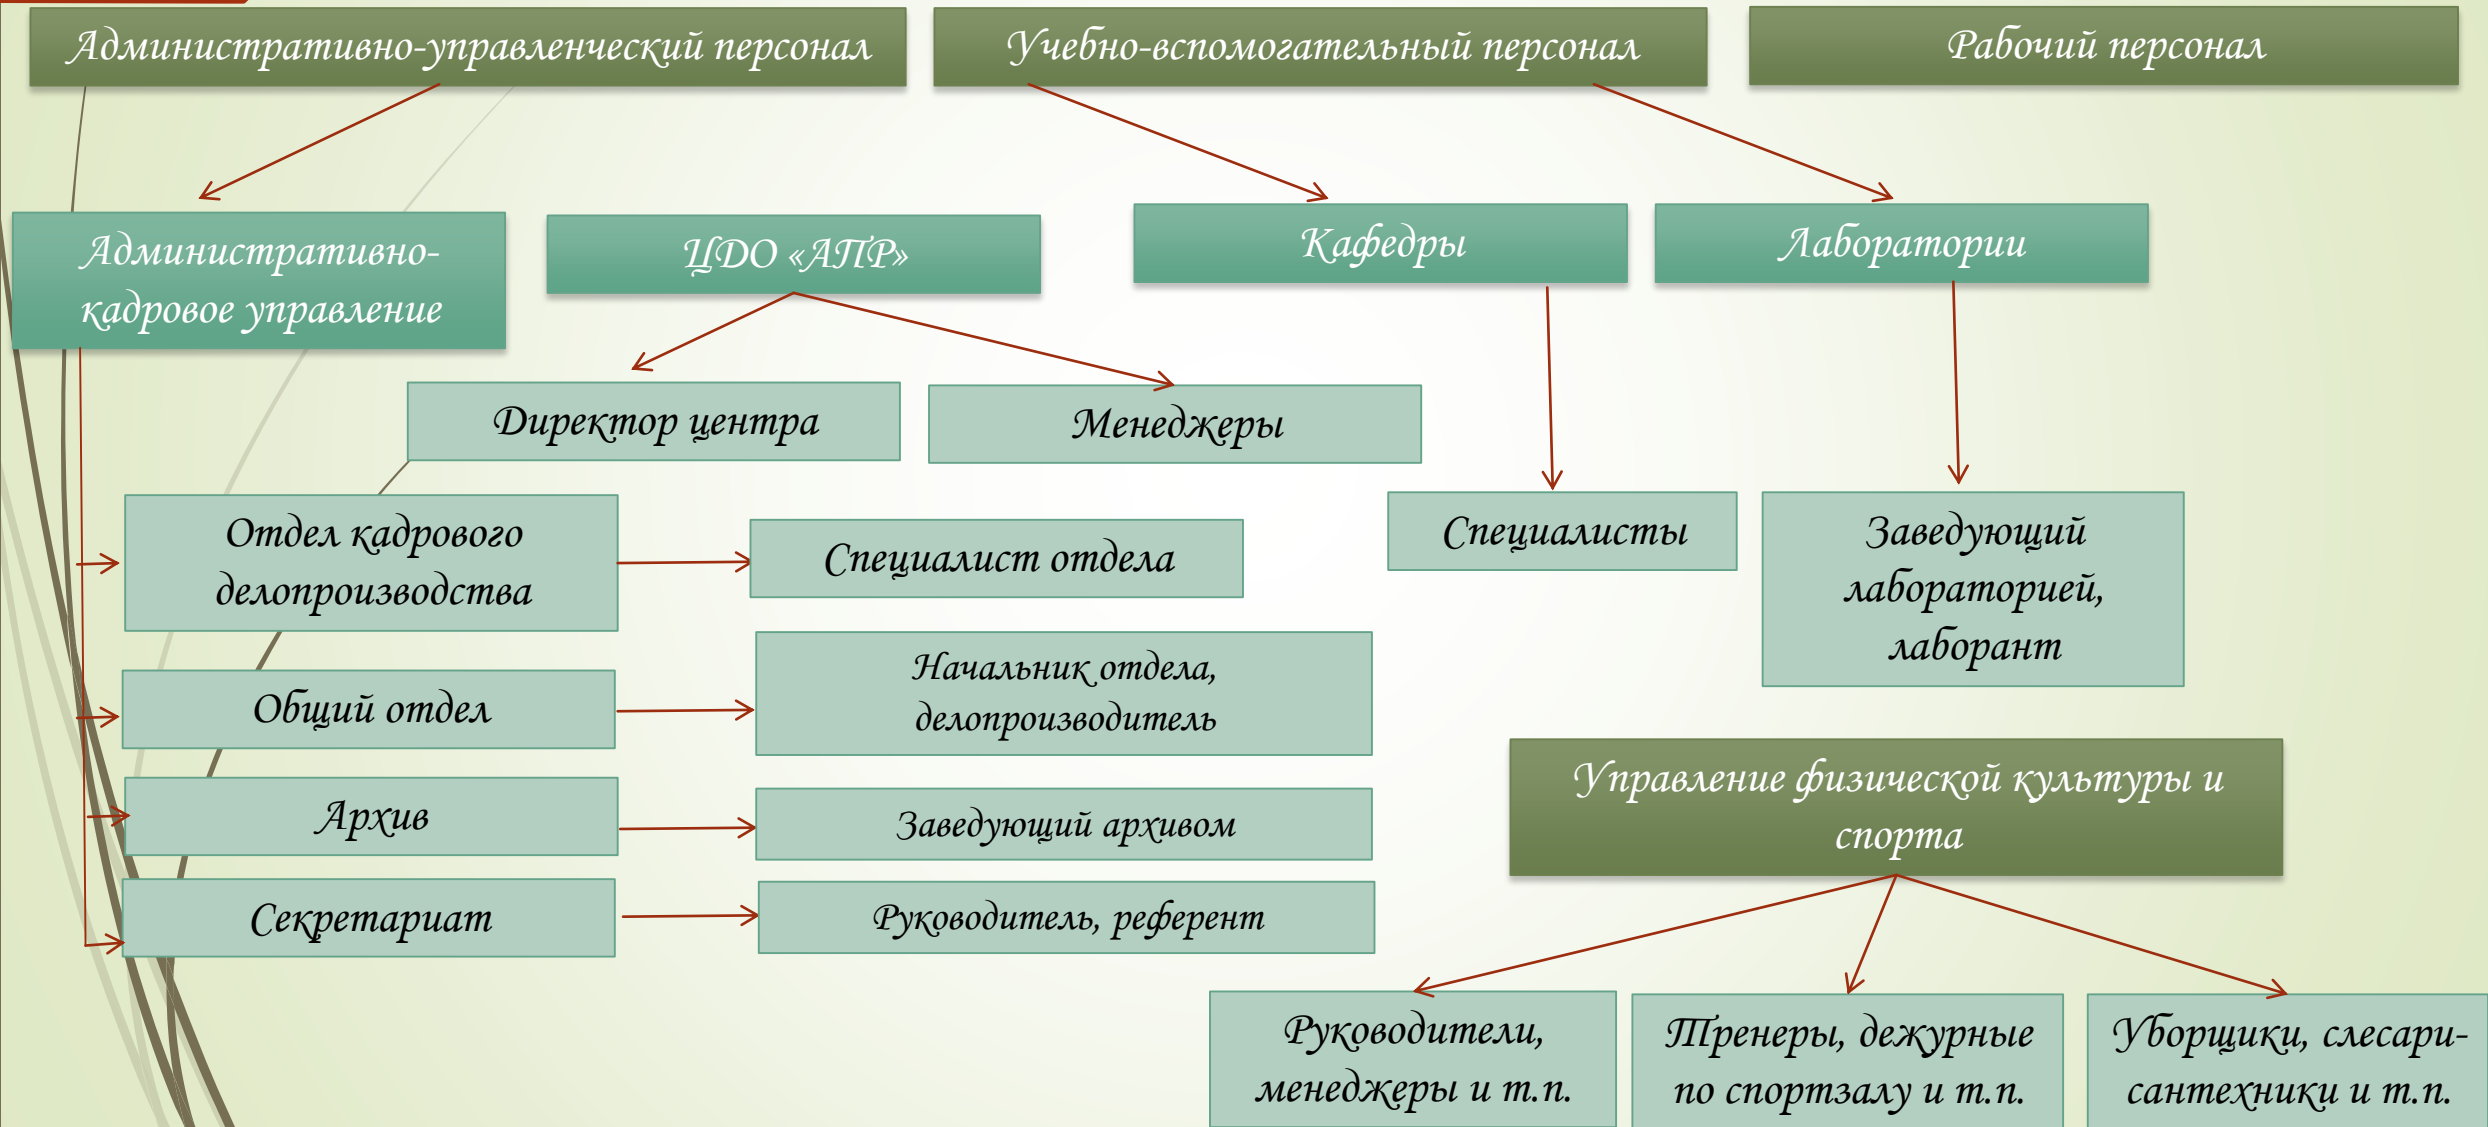 Административно-управленческий персонал
Учебно-вспомогательный персонал
Рабочий персонал
Административно-
кадровое управление
ЦДО «АПР»
Кафедры
Лаборатории
Директор центра
Менеджеры
Отдел кадрового
делопроизводства
Специалист отдела
Специалисты
Заведующий
лабораторией,
лаборант
Общий отдел
Начальник отдела,
делопроизводитель
Архив
Заведующий архивом
Секретариат
Руководитель, референт
Управление физической культуры и
спорта
Руководители,
менеджеры и т.п.
Тренеры, дежурные
по спортзалу и т.п.
Уборщики, слесари-
сантехники и т.п.